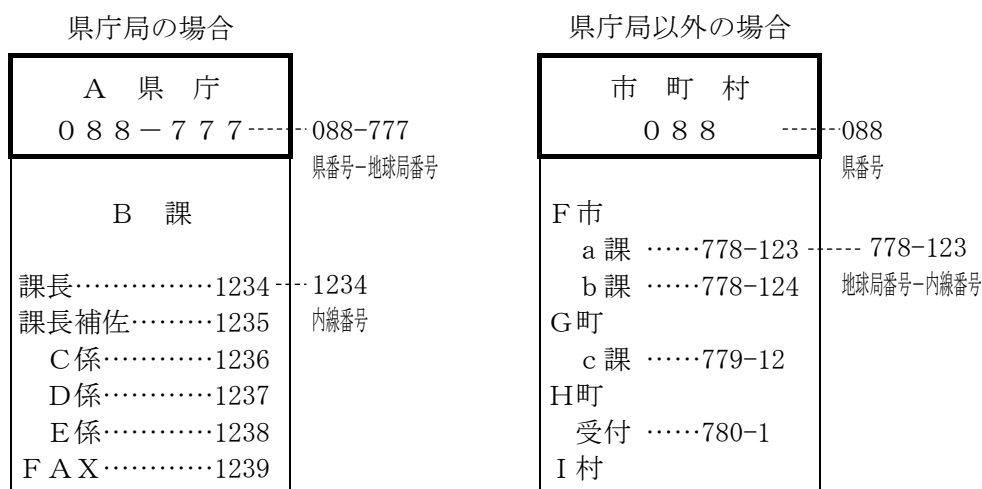 県庁局の場合
Ａ　県　庁
０８８－７７７
088-777
県番号－地球局番号
Ｂ　課
課長……………1234
1234
内線番号
課長補佐………1235
Ｃ係…………1236
Ｄ係…………1237
Ｅ係…………1238
ＦＡＸ…………1239
県庁局以外の場合
市　町　村
０８８
088
県番号
Ｆ市
ａ課 ……778-123
778-123
地球局番号－内線番号
ｂ課 ……778-124
Ｇ町
ｃ課 ……779-12
Ｈ町
受付 ……780-1
Ｉ村